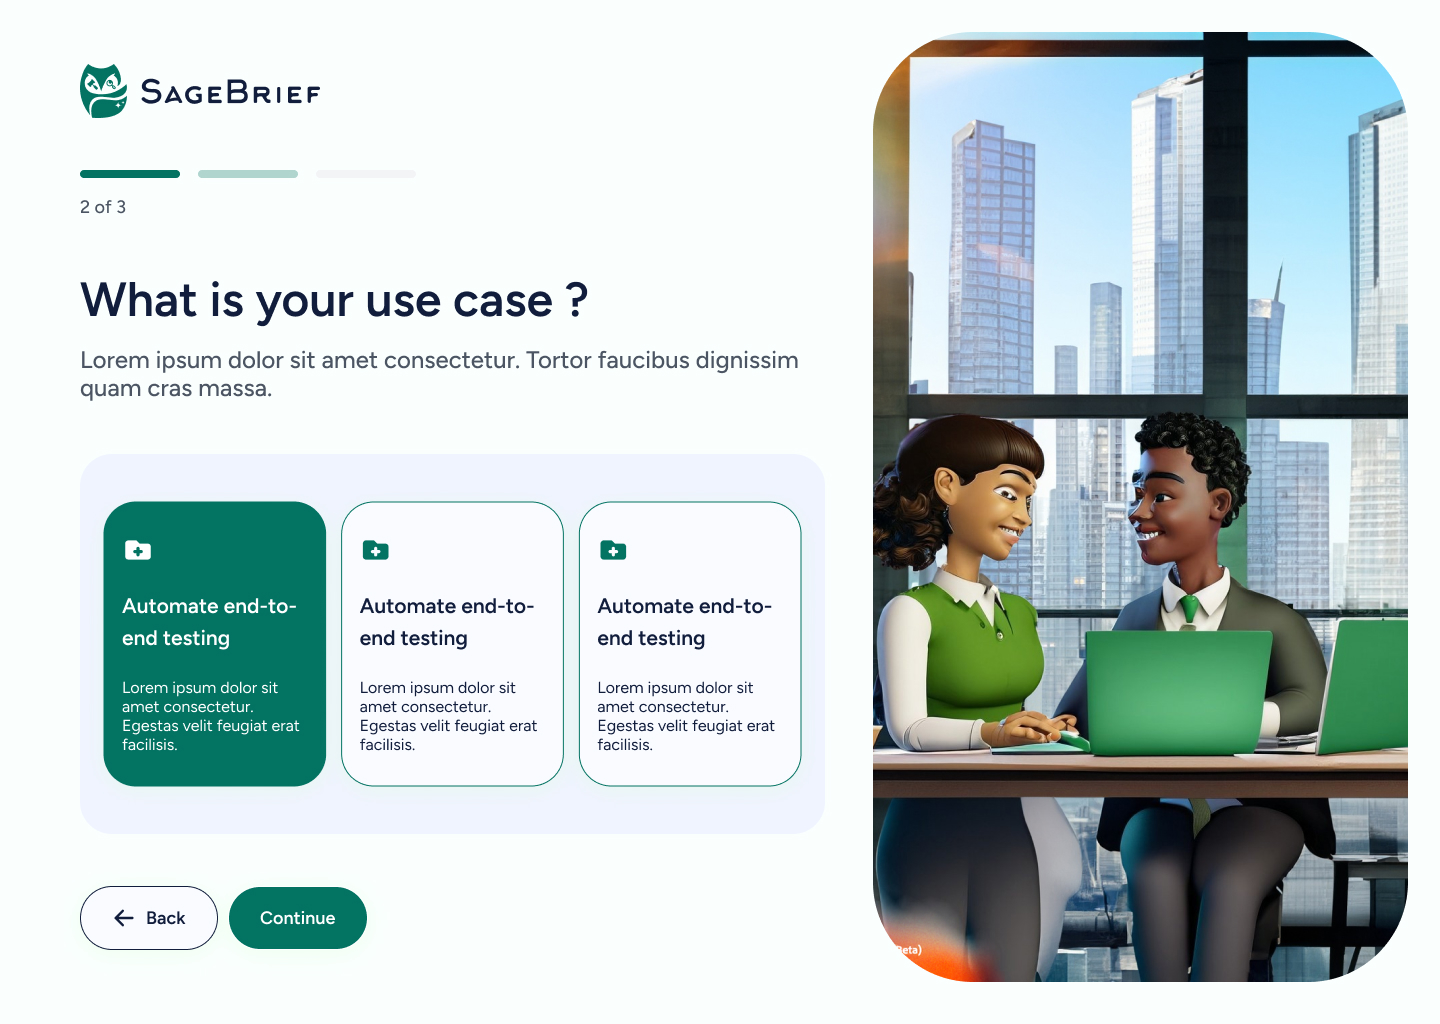 SAGEBRIEF
2 of 3
What is your use case ?
Lorem ipsum dolor sit amet consectetur. Tortor faucibus dignissim
quam cras massa.
Automate end-to-
end testing
Lorem ipsum dolor sit
amet consectetur.
Egestas velit feugiat erat
facilisis.
Automate end-to-
end testing
Lorem ipsum dolor sit
amet consectetur.
Egestas velit feugiat erat
facilisis.
Automate end-to-
end testing
Lorem ipsum dolor sit
amet consectetur.
Egestas velit feugiat erat
facilisis.
Back
Continue